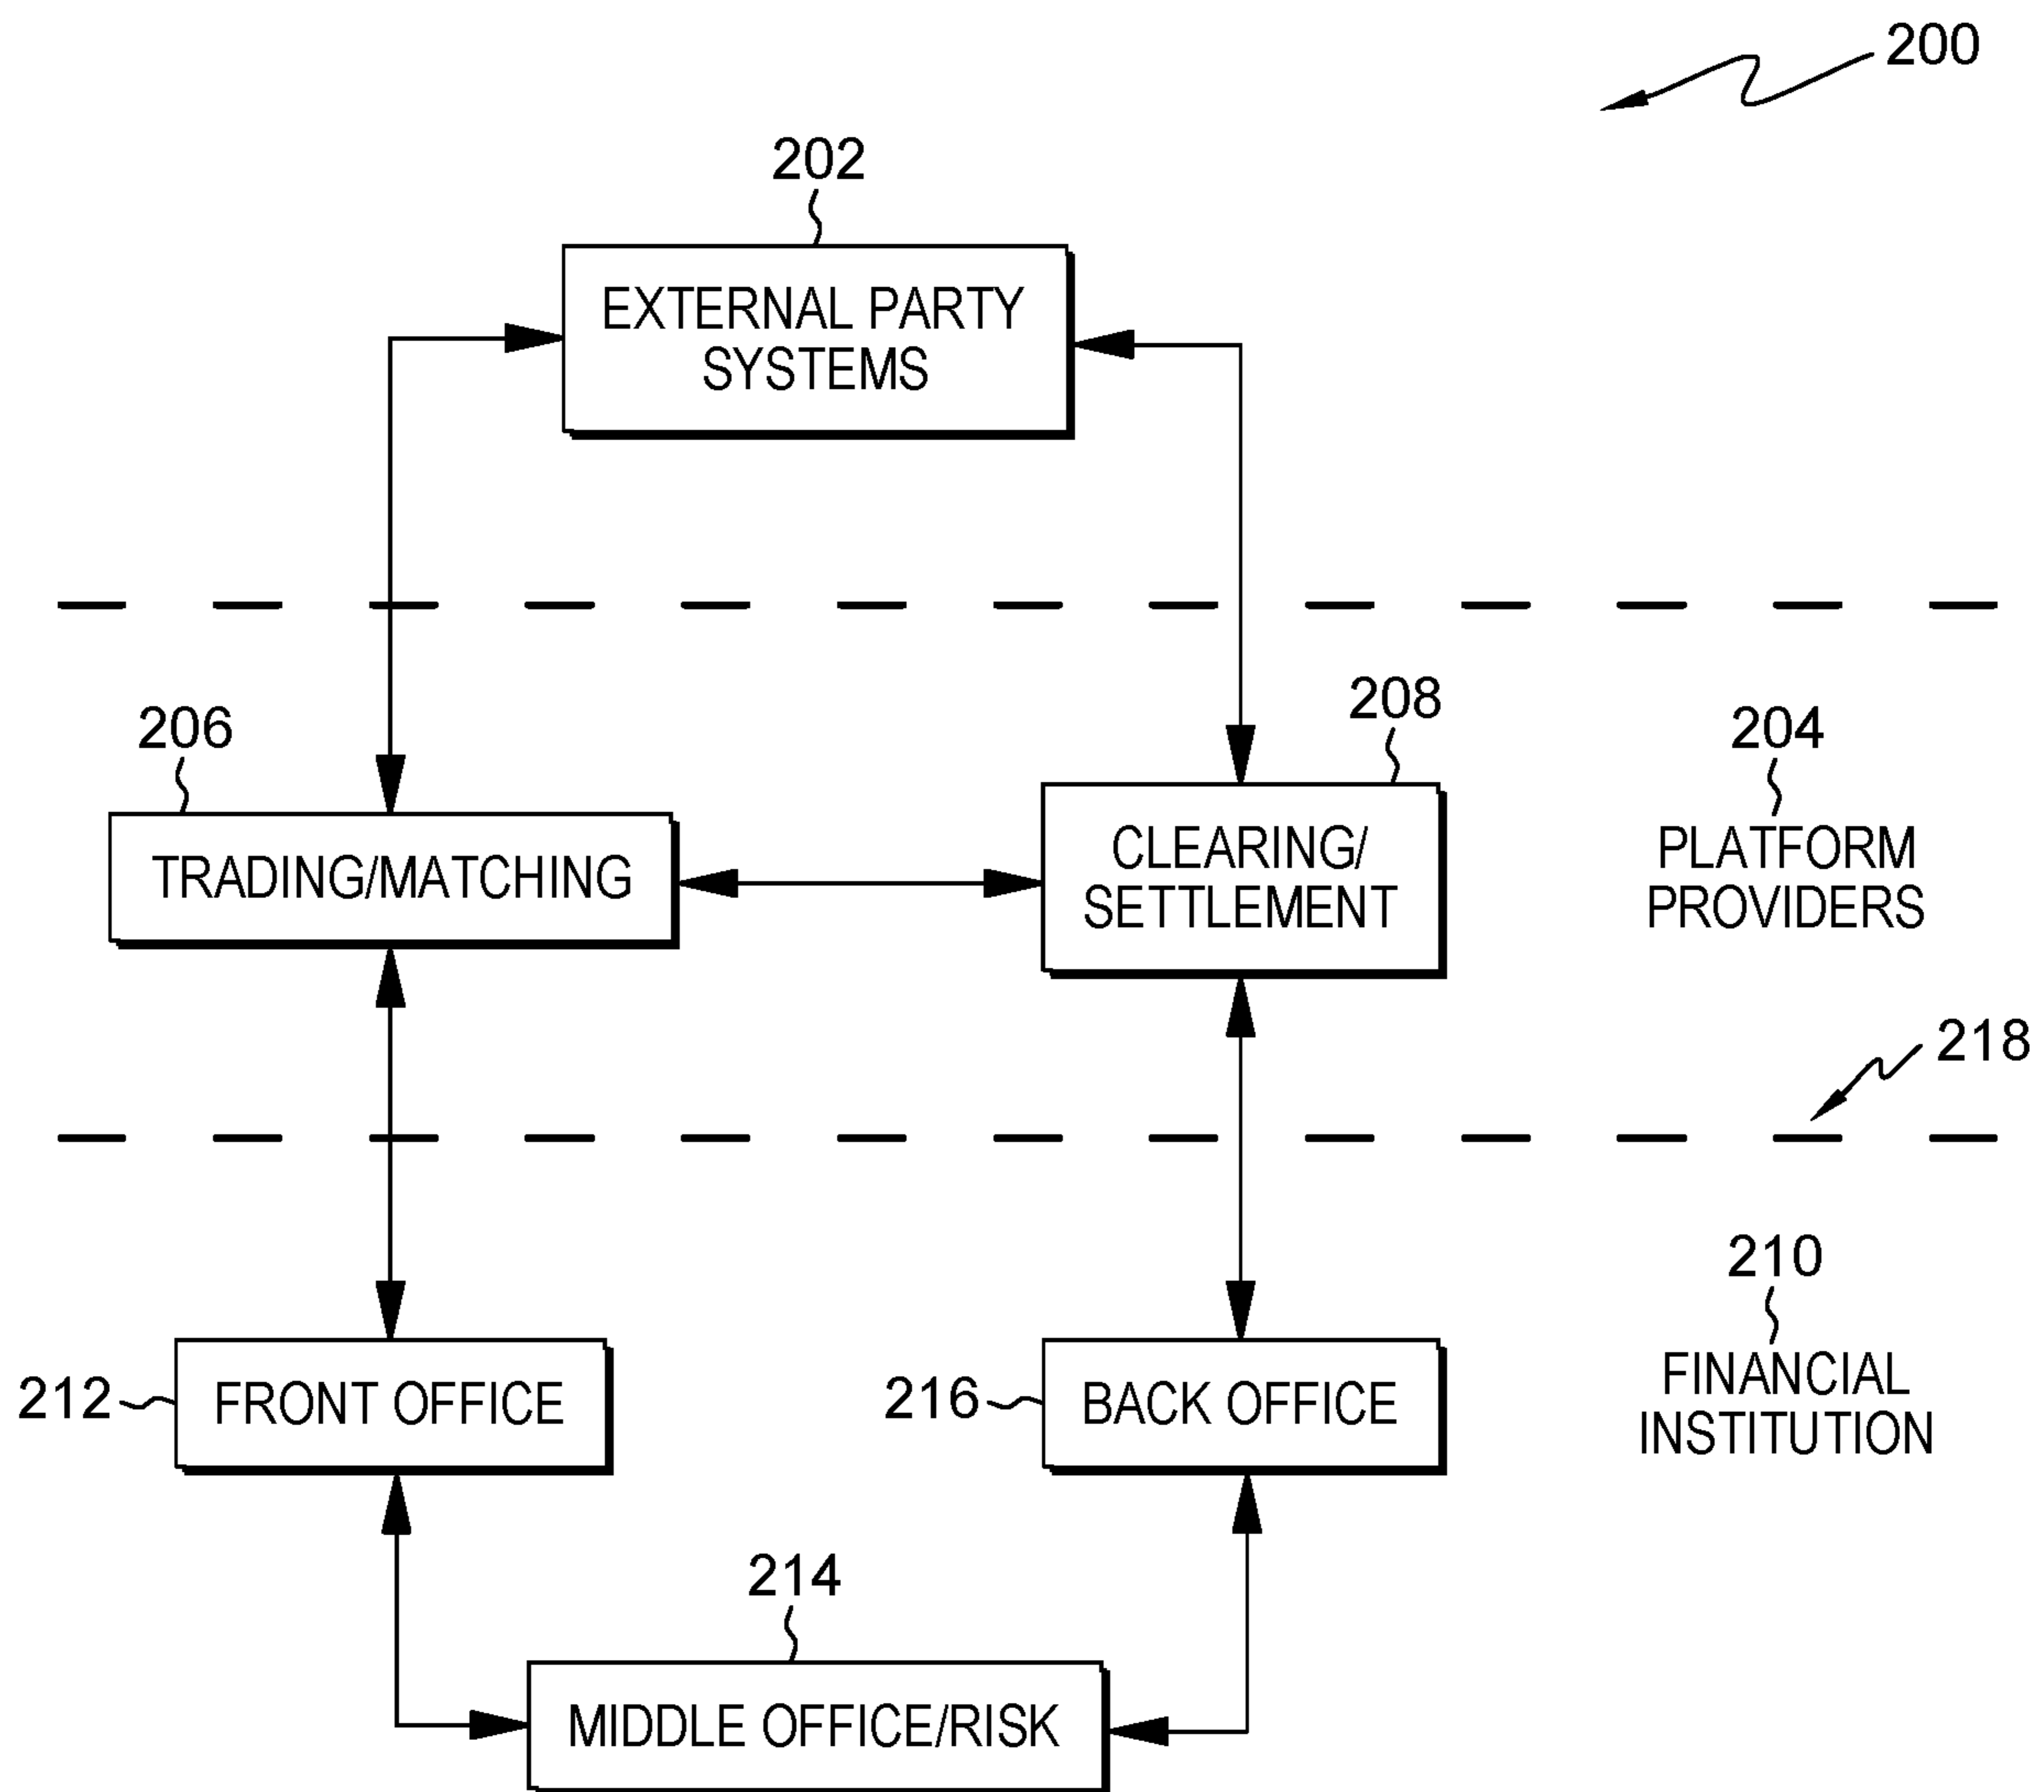 200
202
EXTERNAL PARTY
SYSTEMS
206
208
204
TRADING/MATCHING
CLEARING/
SETTLEMENT
PLATFORM
PROVIDERS
218
210
212
FRONT OFFICE
216
BACK OFFICE
FINANCIAL
INSTITUTION
214
MIDDLE OFFICE/RISK